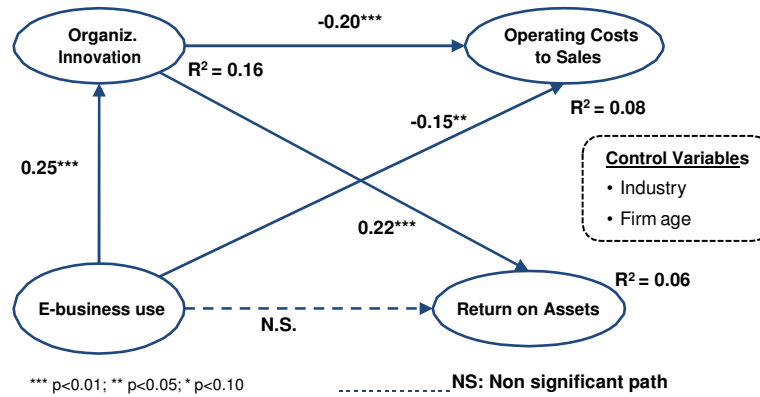 Organiz.
Innovation
-0.20***
Operating Costs
to Sales
R² = 0.16
R² = 0.08
-0.15**
0.25***
Control Variables
• Industry
• Firm age
0.22***
E-business use
N.S.
Return on Assets
R² = 0.06
*** p<0.01; ** p<0.05; * p<0.10
NS: Non significant path